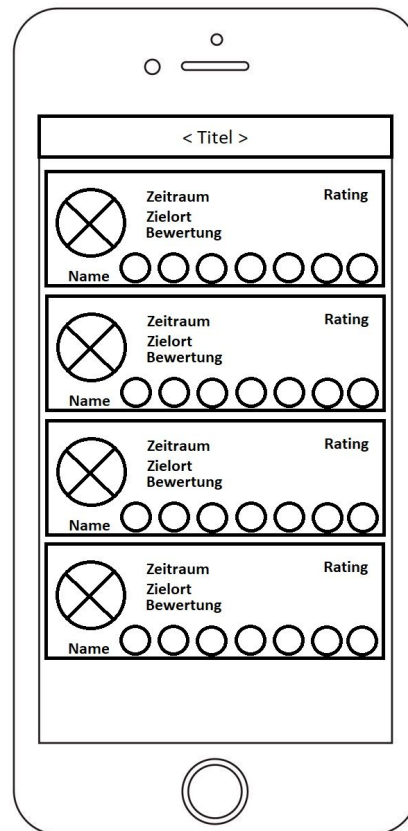 < Titel >
Zeitraum Rating
Zielort
Bewertung
Name
Zeitraum Rating
Zielort
Bewertung
Name
Zeitraum Rating
Zielort
Bewertung
Name
Zeitraum Rating
Zielort
Bewertung
Name